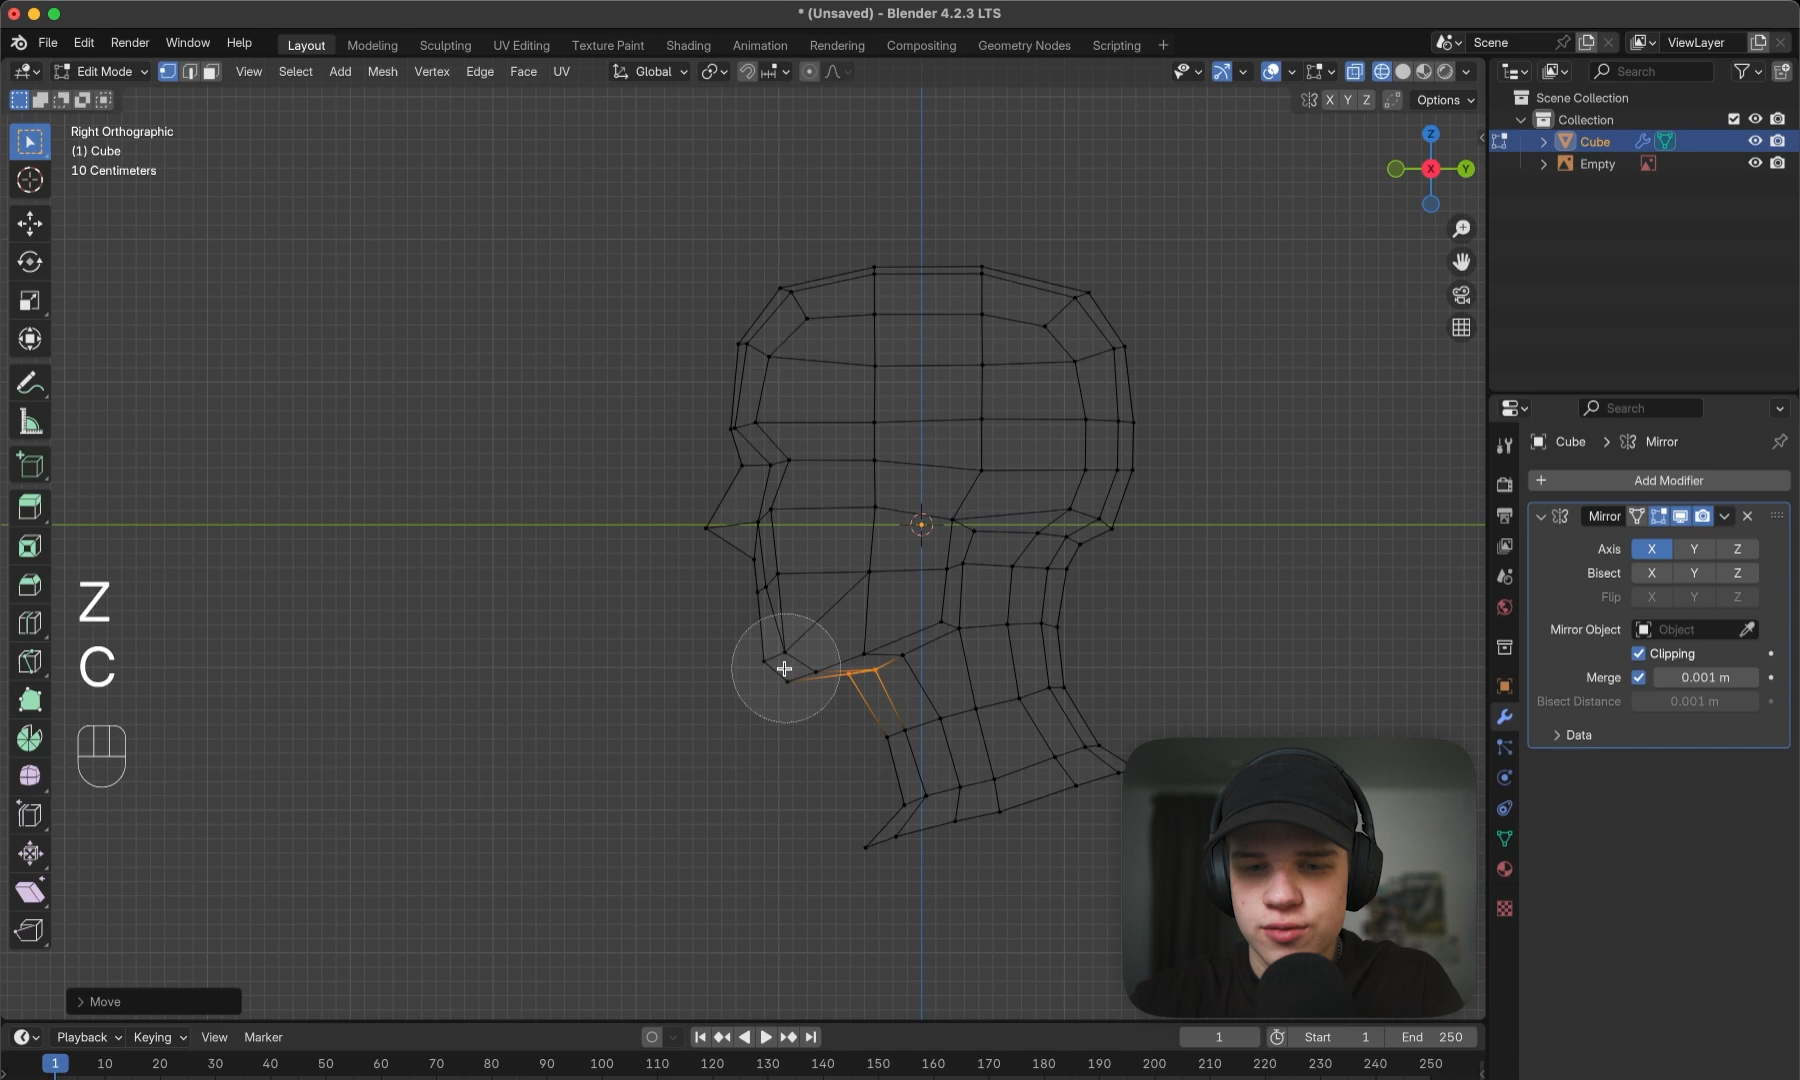 * (Unsaved) - Blender 4.2.3 LTS
File Edit Render Window Help Layout Modeling Sculpting UV Editing Texture Paint Shading Animation Rendering Compositing Geometry Nodes Scripting + Scene ViewLayer
Edit Mode View Select Add Mesh Vertex Edge Face UV Global Search
X Y Z Options
Scene Collection
Collection
Cube
Empty
Right Orthographic
(1) Cube
10 Centimeters
Z
X
Y
Search
Cube > Mirror
+ Add Modifier
Mirror
Axis X Y Z
Bisect X Y Z
Flip X Y Z
Mirror Object Object
Clipping
Merge 0.001 m
Bisect Distance 0.001 m
Data
Z
C
Move
Playback Keying View Marker 1 Start 1 End 250
1 10 20 30 40 50 60 70 80 90 100 110 120 130 140 150 160 170 180 190 200 210 220 230 240 250